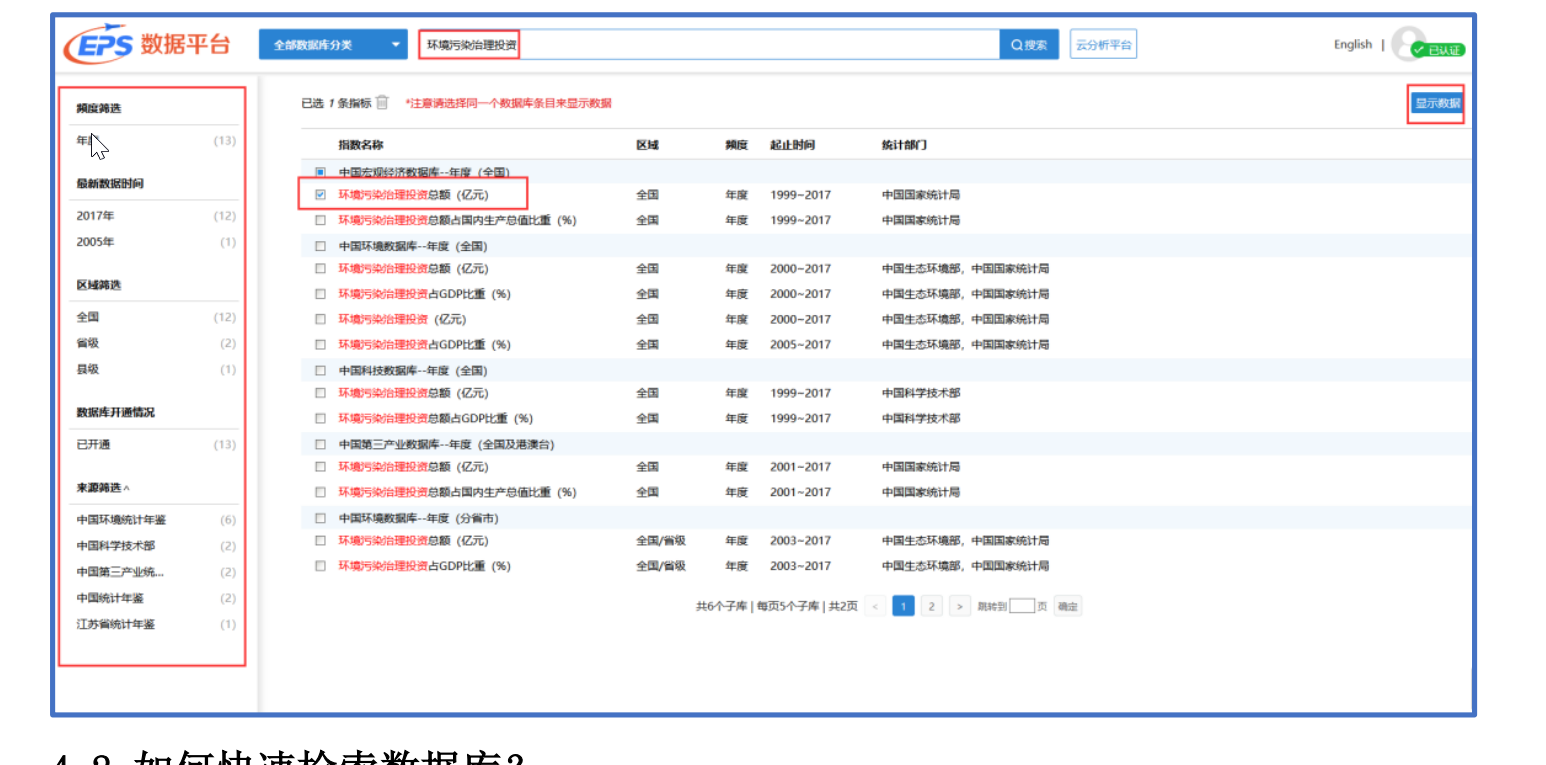 EPS 数据平台 全部数据库分类 环境污染治理投资 搜索 云分析平台 English | 已认证
频度筛选
年 (13)
最新数据时间
2017年 (12)
2005年 (1)
区域筛选
全国 (12)
省级 (2)
县级 (1)
数据库开通情况
已开通 (13)
来源筛选 ^
中国环境统计年鉴 (6)
中国科学技术部 (2)
中国第三产业统... (2)
中国统计年鉴 (2)
江苏省统计年鉴 (1)
已选 1 条指标 *注意请选择同一个数据库条目来显示数据 显示数据
指数名称 区域 频度 起止时间 统计部门
中国宏观经济数据库--年度 (全国)
环境污染治理投资总额 (亿元) 全国 年度 1999~2017 中国国家统计局
环境污染治理投资总额占国内生产总值比重 (%) 全国 年度 1999~2017 中国国家统计局
中国环境数据库--年度 (全国)
环境污染治理投资总额 (亿元) 全国 年度 2000~2017 中国生态环境部, 中国国家统计局
环境污染治理投资占GDP比重 (%) 全国 年度 2000~2017 中国生态环境部, 中国国家统计局
环境污染治理投资 (亿元) 全国 年度 2000~2017 中国生态环境部, 中国国家统计局
环境污染治理投资占GDP比重 (%) 全国 年度 2005~2017 中国生态环境部, 中国国家统计局
中国科技数据库--年度 (全国)
环境污染治理投资总额 (亿元) 全国 年度 1999~2017 中国科学技术部
环境污染治理投资总额占GDP比重 (%) 全国 年度 1999~2017 中国科学技术部
中国第三产业数据库--年度 (全国及港澳台)
环境污染治理投资总额 (亿元) 全国 年度 2001~2017 中国国家统计局
环境污染治理投资总额占国内生产总值比重 (%) 全国 年度 2001~2017 中国国家统计局
中国环境数据库--年度 (分省市)
环境污染治理投资总额 (亿元) 全国/省级 年度 2003~2017 中国生态环境部, 中国国家统计局
环境污染治理投资占GDP比重 (%) 全国/省级 年度 2003~2017 中国生态环境部, 中国国家统计局
共6个子库 | 每页5个子库 | 共2页 < 1 2 > 跳转到 页 确定
如何快速检索数据库?